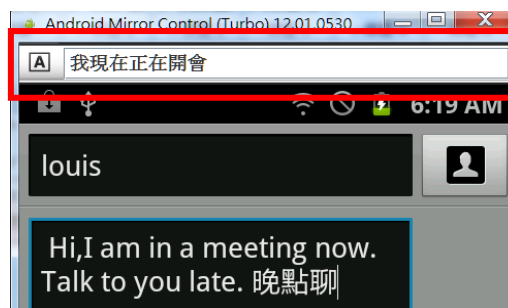 Android Mirror Control (Turbo) 12.01.0530
A 我現在正在開會
6:19 AM
louis
Hi,I am in a meeting now.
Talk to you late. 晚點聊